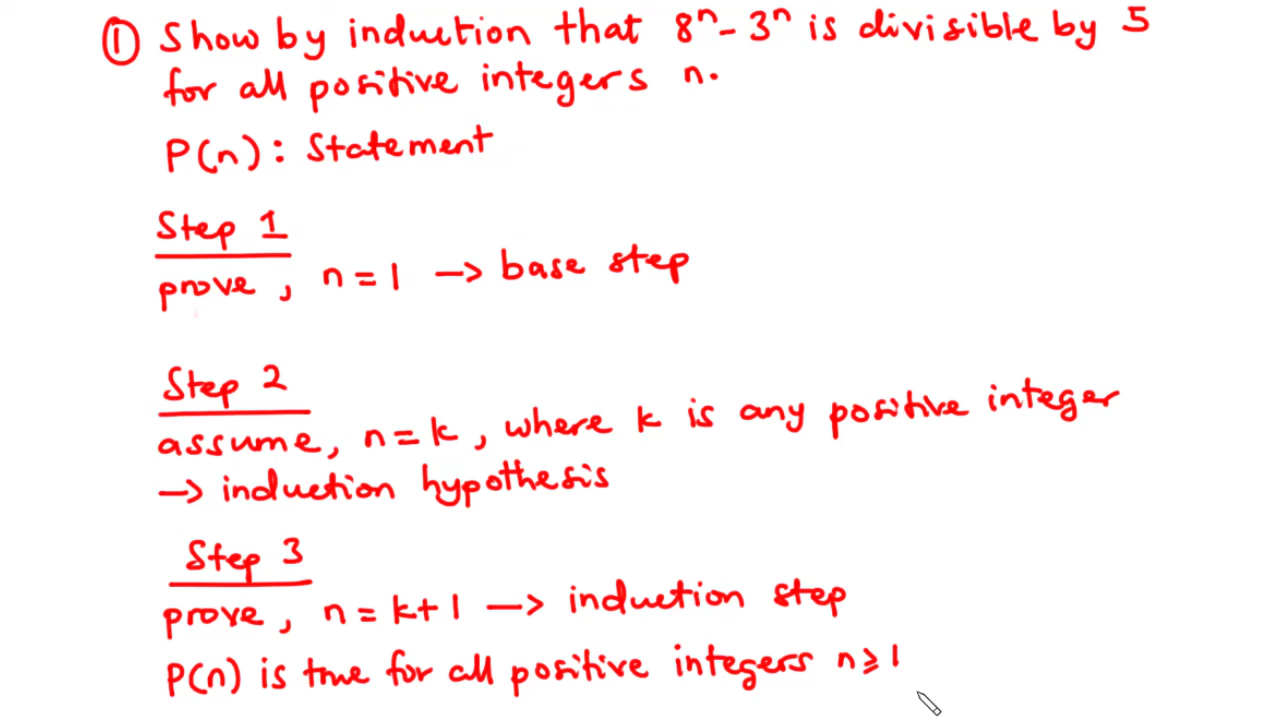 ① Show by induction that 8ⁿ - 3ⁿ is divisible by 5
for all positive integers n.
P(n) : Statement
Step 1
prove, n = 1 → base step
Step 2
assume, n = k, where k is any positive integer
→ induction hypothesis
Step 3
prove, n = k+1 → induction step
P(n) is true for all positive integers n ⩾ 1